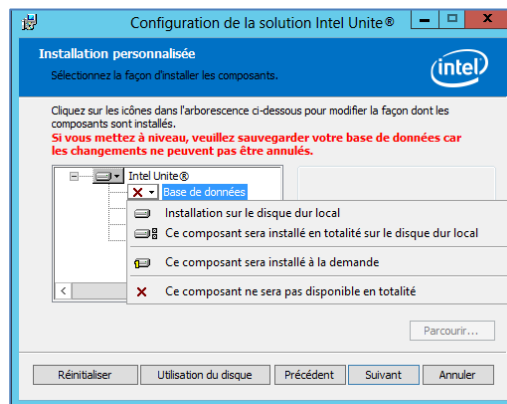 Configuration de la solution Intel Unite®
Installation personnalisée
Sélectionnez la façon d'installer les composants.
intel
Cliquez sur les icônes dans l'arborescence ci-dessous pour modifier la façon dont les
composants sont installés.
Si vous mettez à niveau, veuillez sauvegarder votre base de données car
les changements ne peuvent pas être annulés.
Intel Unite®
Base de données
Installation sur le disque dur local
Ce composant sera installé en totalité sur le disque dur local
Ce composant sera installé à la demande
Ce composant ne sera pas disponible en totalité
Parcourir...
Réinitialiser Utilisation du disque Précédent Suivant Annuler